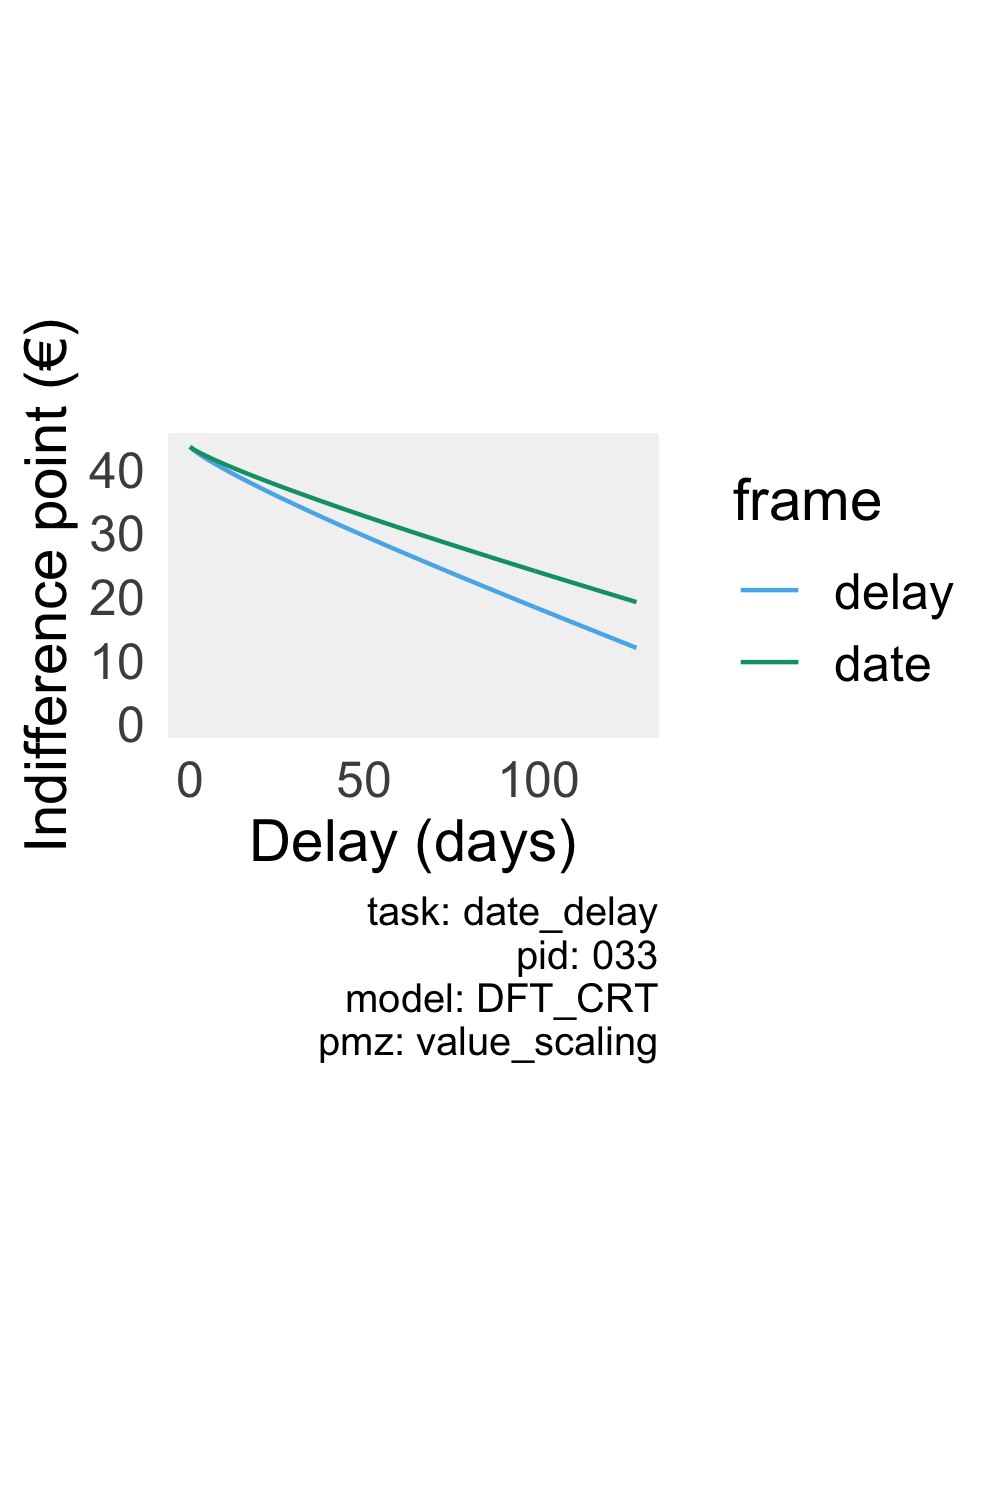 Indifference point (€)
40
30
20
10
0
0 50 100
Delay (days)
frame
delay
date
task: date_delay
pid: 033
model: DFT_CRT
pmz: value_scaling